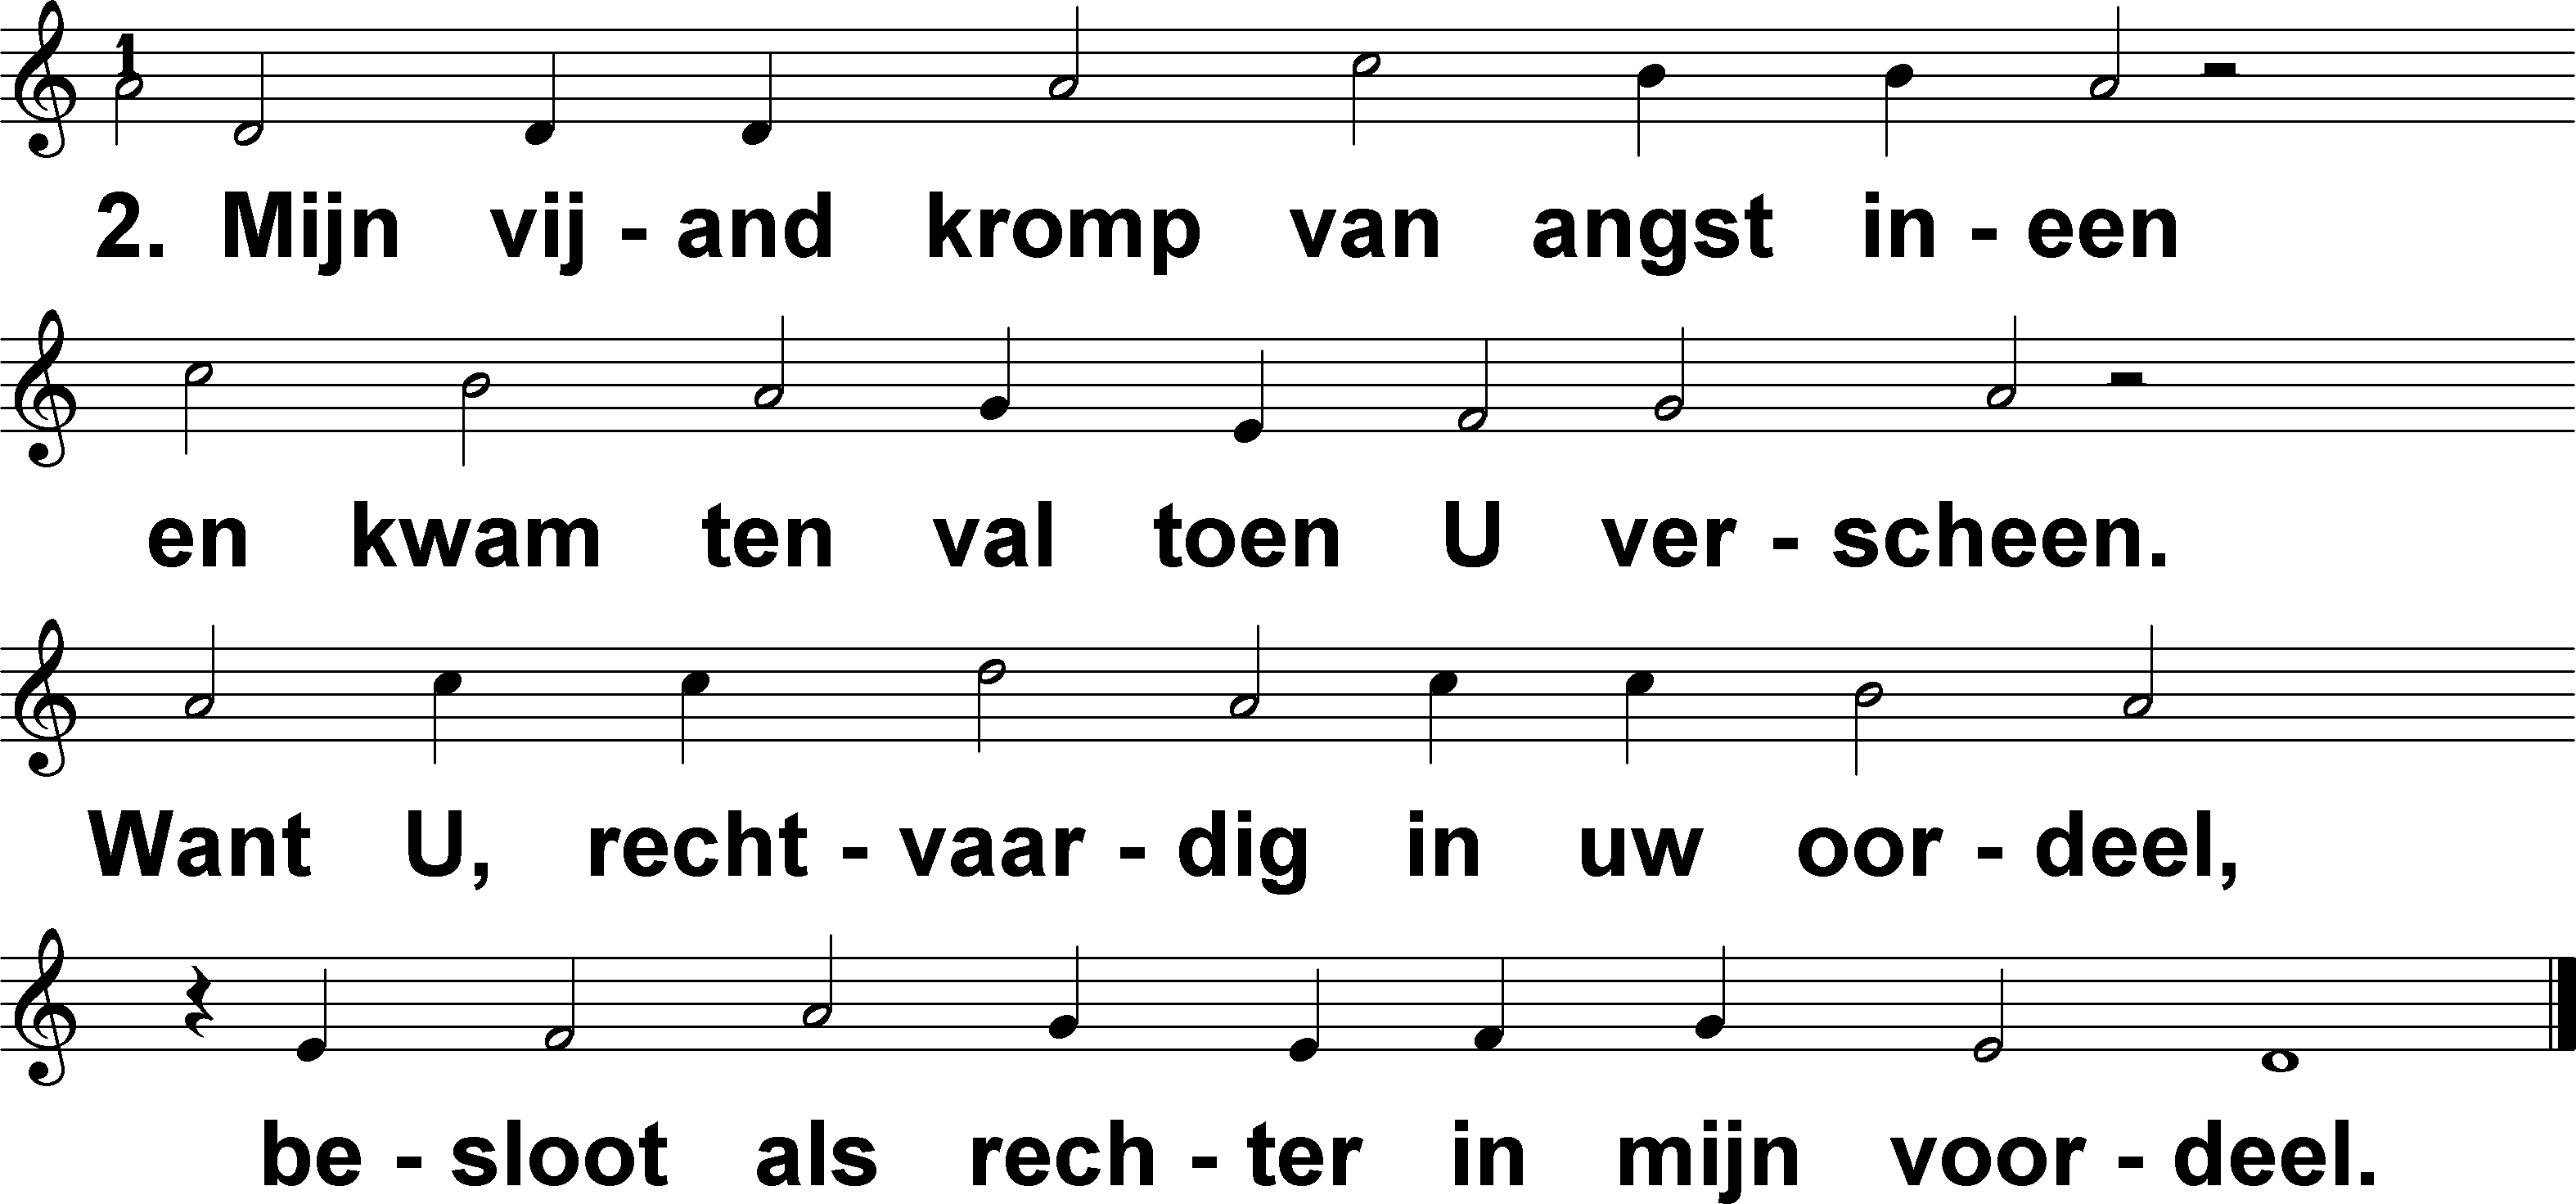 1
2. Mijn vij - and kromp van angst in - een
en kwam ten val toen U ver - scheen.
Want U, recht - vaar - dig in uw oor - deel,
be - sloot als rech - ter in mijn voor - deel.